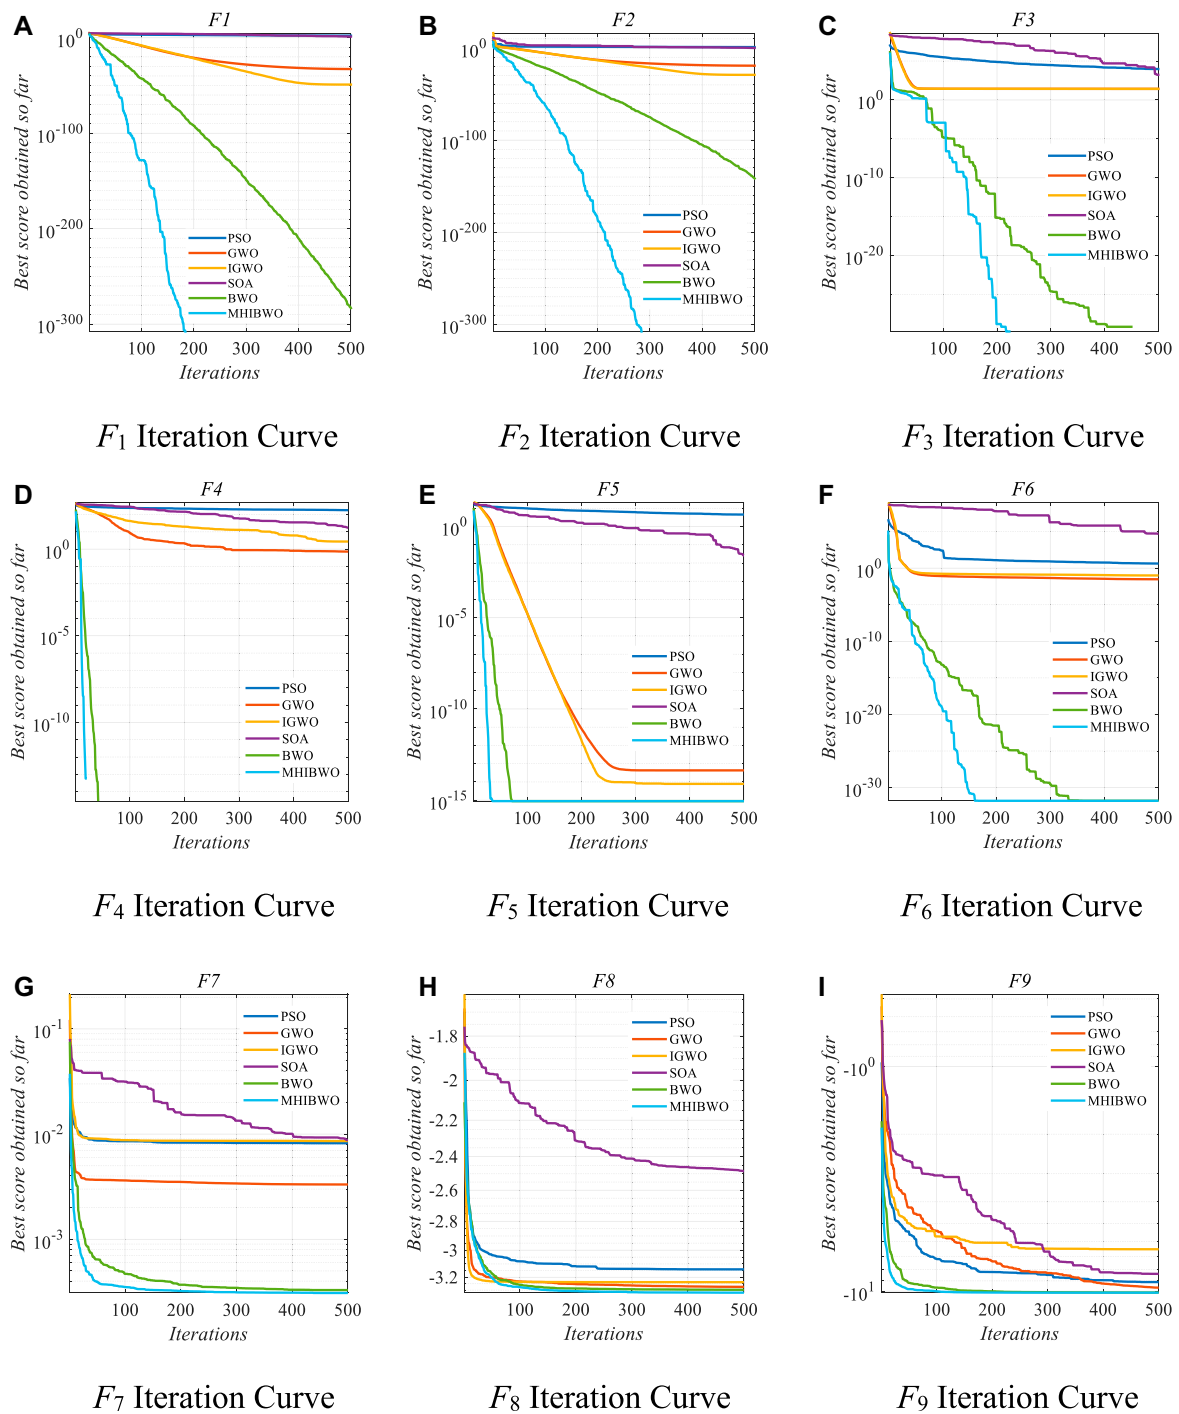 A
F1
Best score obtained so far
10^0
10^-100
10^-200
10^-300
PSO
GWO
IGWO
SOA
BWO
MHIBWO
100 200 300 400 500
Iterations
F1 Iteration Curve
B
F2
Best score obtained so far
10^0
10^-100
10^-200
10^-300
PSO
GWO
IGWO
SOA
BWO
MHIBWO
100 200 300 400 500
Iterations
F2 Iteration Curve
C
F3
Best score obtained so far
10^0
10^-10
10^-20
PSO
GWO
IGWO
SOA
BWO
MHIBWO
100 200 300 400 500
Iterations
F3 Iteration Curve
D
F4
Best score obtained so far
10^0
10^-5
10^-10
PSO
GWO
IGWO
SOA
BWO
MHIBWO
100 200 300 400 500
Iterations
F4 Iteration Curve
E
F5
Best score obtained so far
10^0
10^-5
10^-10
10^-15
PSO
GWO
IGWO
SOA
BWO
MHIBWO
100 200 300 400 500
Iterations
F5 Iteration Curve
F
F6
Best score obtained so far
10^0
10^-10
10^-20
10^-30
PSO
GWO
IGWO
SOA
BWO
MHIBWO
100 200 300 400 500
Iterations
F6 Iteration Curve
G
F7
Best score obtained so far
10^-1
10^-2
10^-3
PSO
GWO
IGWO
SOA
BWO
MHIBWO
100 200 300 400 500
Iterations
F7 Iteration Curve
H
F8
Best score obtained so far
-1.8
-2
-2.2
-2.4
-2.6
-2.8
-3
-3.2
PSO
GWO
IGWO
SOA
BWO
MHIBWO
100 200 300 400 500
Iterations
F8 Iteration Curve
I
F9
Best score obtained so far
-10^0
-10^1
PSO
GWO
IGWO
SOA
BWO
MHIBWO
100 200 300 400 500
Iterations
F9 Iteration Curve